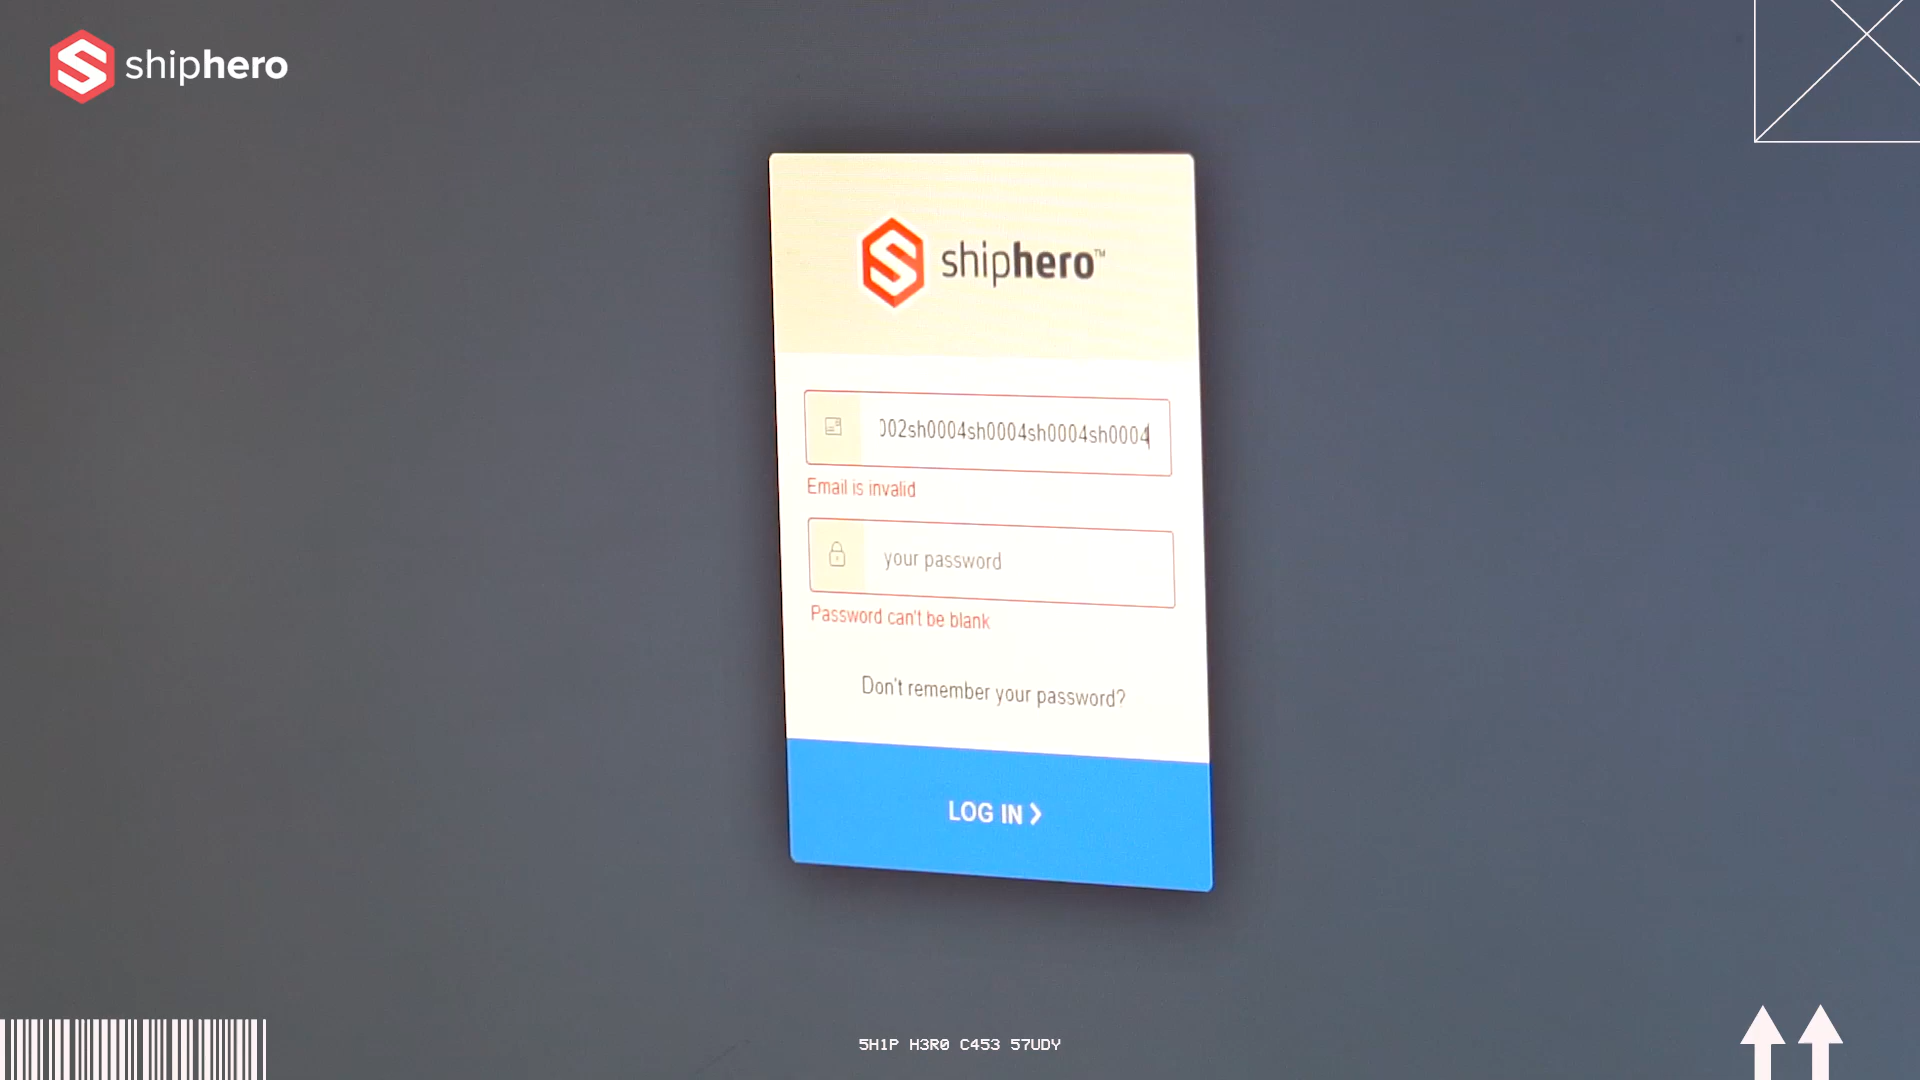 shiphero
shiphero™
002sh0004sh0004sh0004sh0004
Email is invalid
your password
Password can't be blank
Don't remember your password?
LOG IN
5H1P H3R0 C453 57UDY